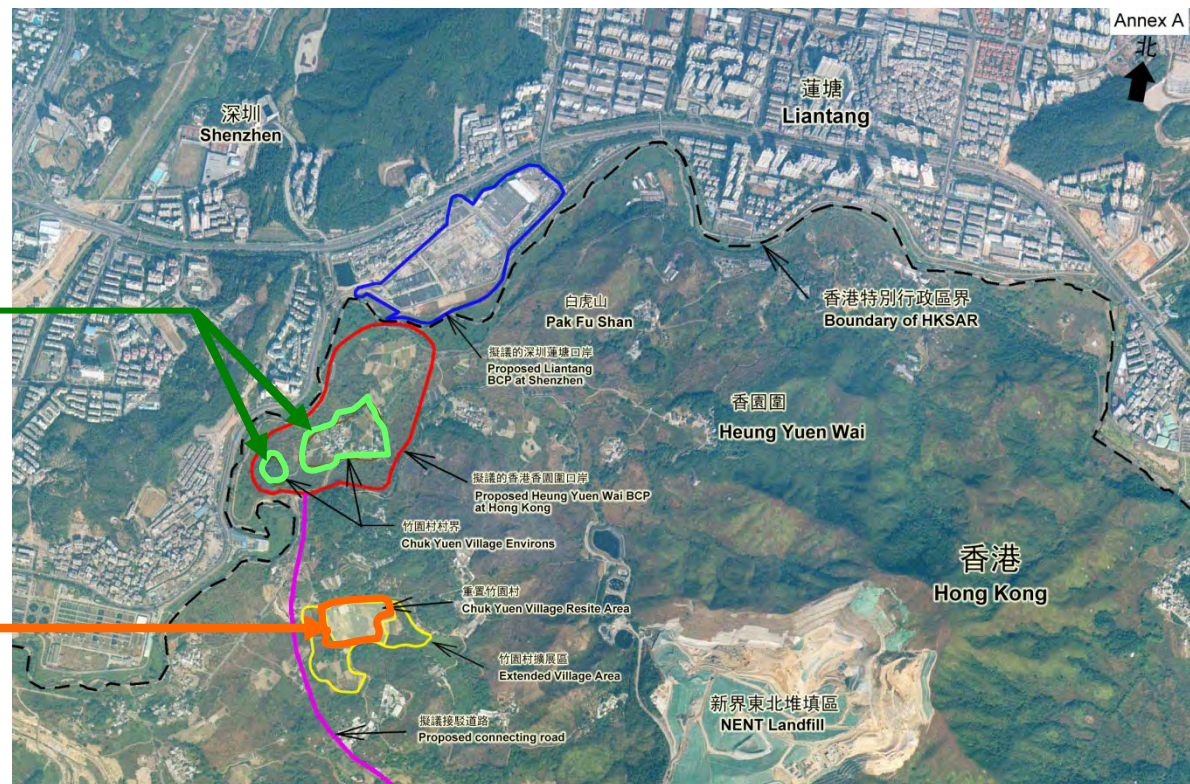 Annex A
北
蓮塘
Liantang
深圳
Shenzhen
白虎山
Pak Fu Shan
香港特別行政區界
Boundary of HKSAR
擬議的深圳蓮塘口岸
Proposed Liantang
BCP at Shenzhen
香園圍
Heung Yuen Wai
擬議的香港香園圍口岸
Proposed Heung Yuen Wai BCP
at Hong Kong
竹園村村界
Chuk Yuen Village Environs
香港
Hong Kong
重置竹園村
Chuk Yuen Village Resite Area
竹園村擴展區
Extended Village Area
新界東北堆填區
NENT Landfill
擬議接駁道路
Proposed connecting road